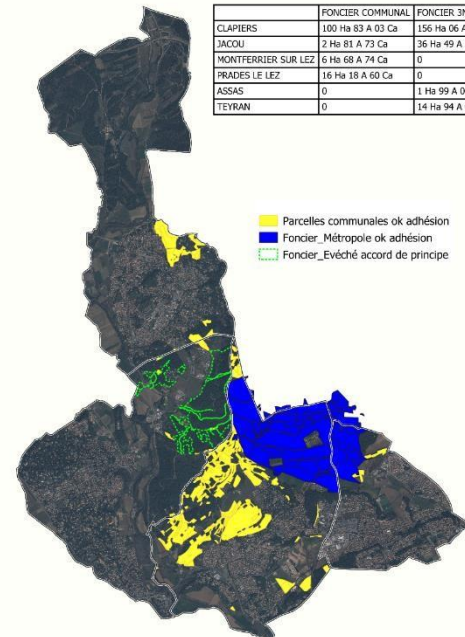 FONCIER COMMUNAL FONCIER 3M
CLAPIERS 100 Ha 83 A 03 Ca 156 Ha 06 A
JACOU 2 Ha 81 A 73 Ca 36 Ha 49 A
MONTFERRIER SUR LEZ 6 Ha 68 A 74 Ca 0
PRADES LE LEZ 16 Ha 18 A 60 Ca 0
ASSAS 0 1 Ha 99 A 0
TEYRAN 0 14 Ha 94 A
Parcelles communales ok adhésion
Foncier_Métropole ok adhésion
Foncier_Evéché accord de principe